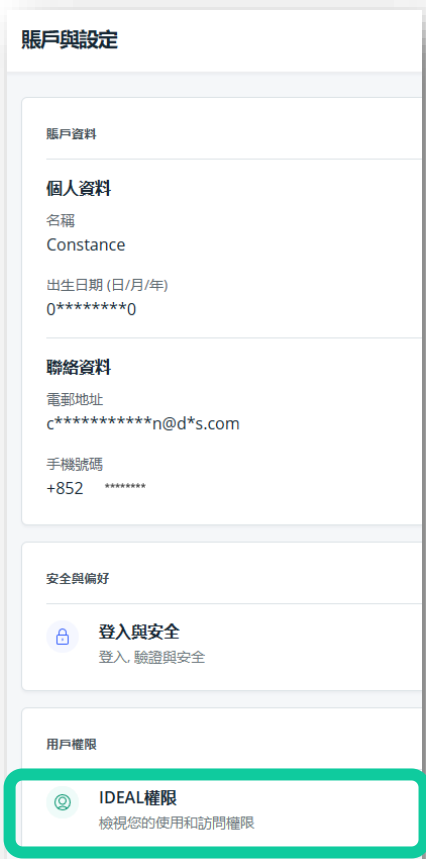 賬戶與設定
賬戶資料
個人資料
名稱
Constance
出生日期 (日/月/年)
0********0
聯絡資料
電郵地址
c***********n@d*s.com
手機號碼
+852 ********
安全與偏好
登入與安全
登入, 驗證與安全
用戶權限
IDEAL權限
檢視您的使用和訪問權限